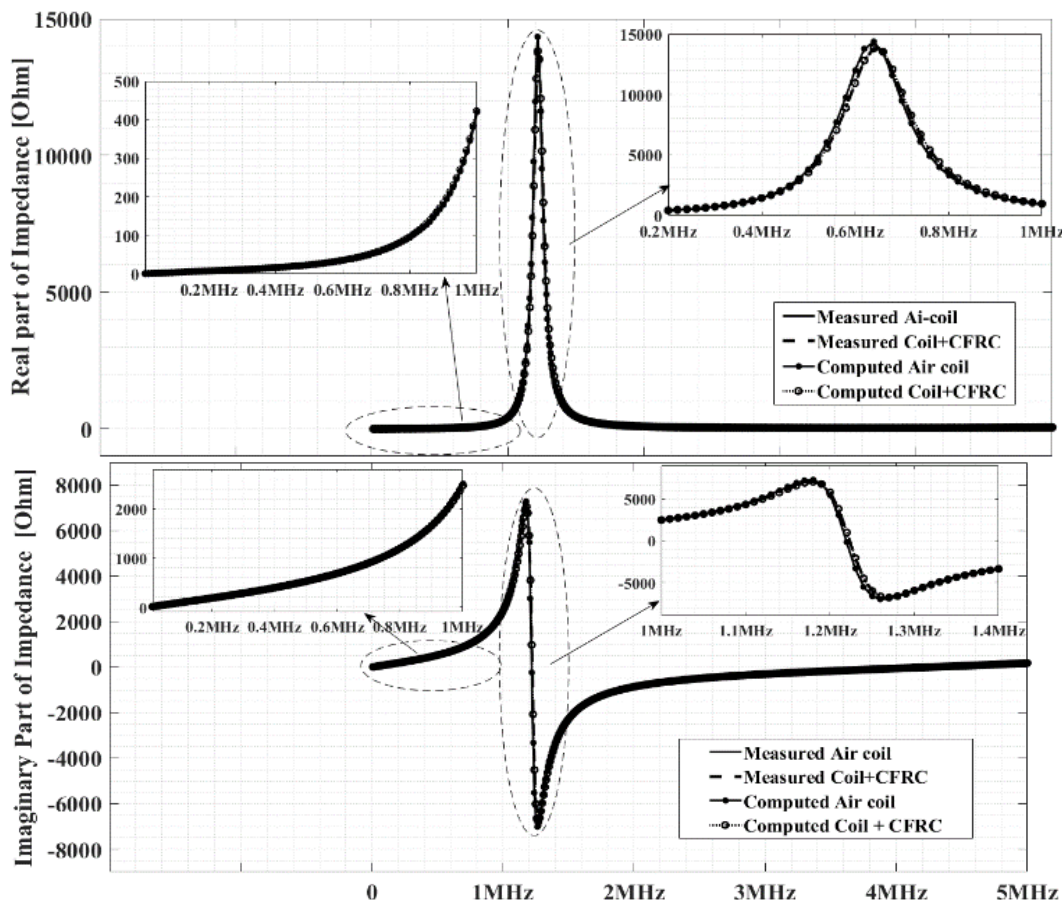 Real part of Impedance [Ohm]
15000
10000
5000
0
500
400
300
200
100
0
0.2MHz 0.4MHz 0.6MHz 0.8MHz 1MHz
15000
10000
5000
0
0.2MHz 0.4MHz 0.6MHz 0.8MHz 1MHz
Measured Ai-coil
Measured Coil+CFRC
Computed Air coil
Computed Coil+CFRC
Imaginary Part of Impedance [Ohm]
8000
6000
4000
2000
0
-2000
-4000
-6000
-8000
2000
1000
0
0.2MHz 0.4MHz 0.6MHz 0.8MHz 1MHz
5000
0
-5000
1MHz 1.1MHz 1.2MHz 1.3MHz 1.4MHz
Measured Air coil
Measured Coil+CFRC
Computed Air coil
Computed Coil + CFRC
0 1MHz 2MHz 3MHz 4MHz 5MHz